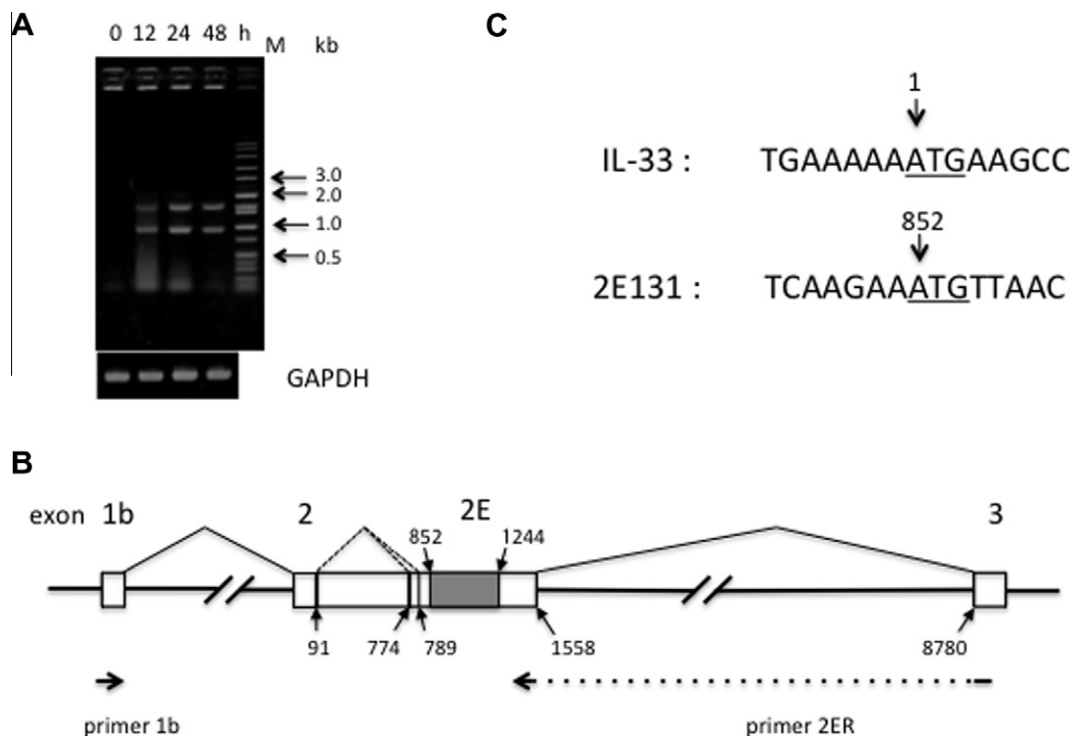 A
0 12 24 48 h M kb
3.0
2.0
1.0
0.5
GAPDH
C
1
IL-33 : TGAAAAAATGAAGCC
852
2E131 : TCAAGAAATGTTAAC
B
exon 1b 2 2E 3
852 1244
91 774 789 1558 8780
primer 1b primer 2ER